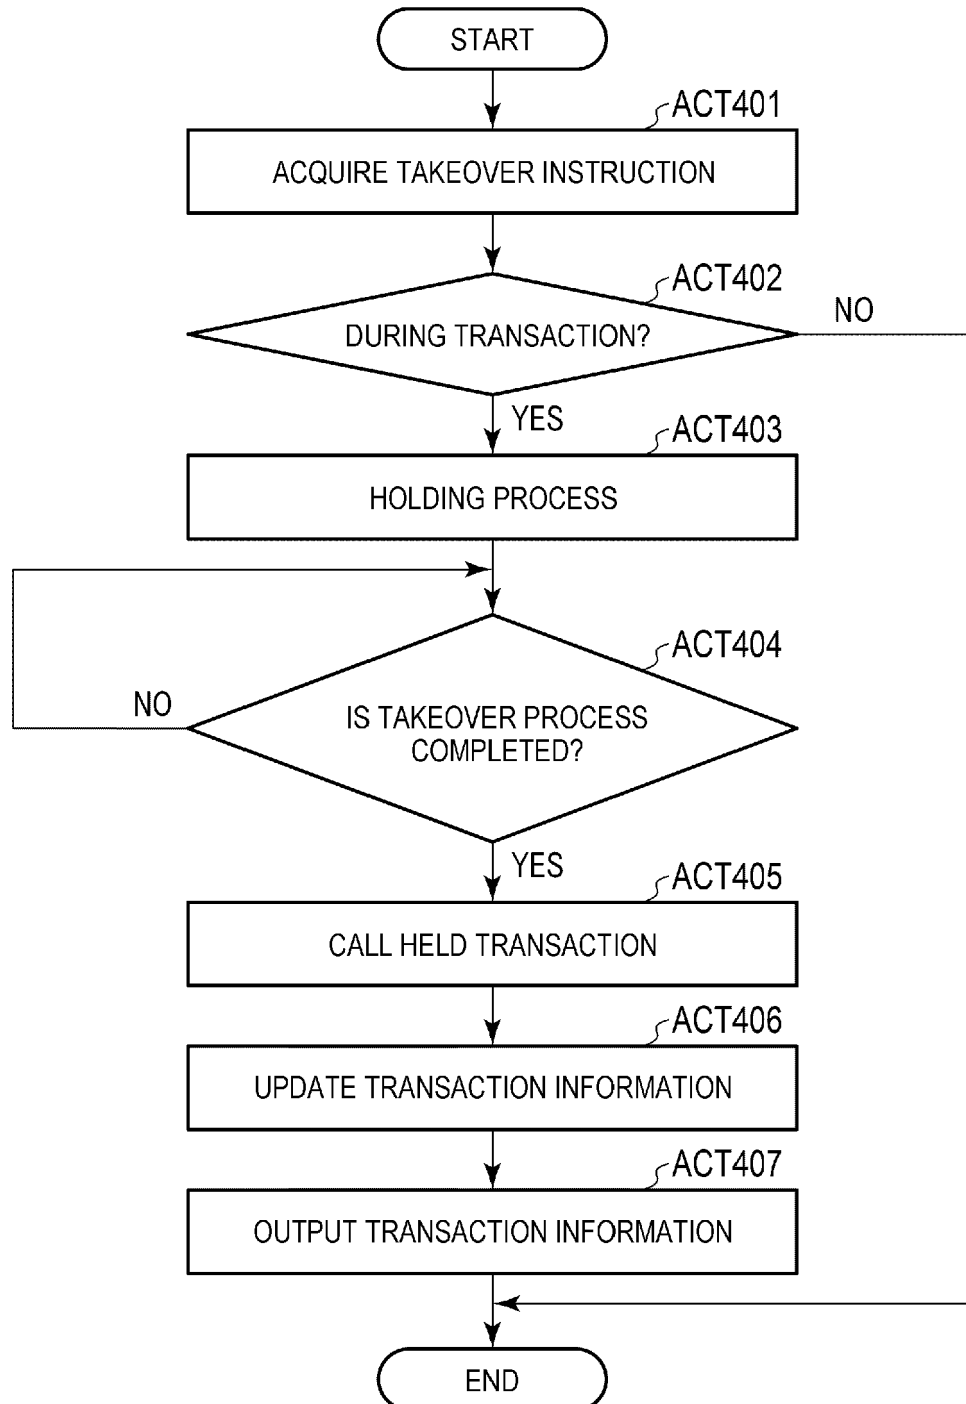 START
ACT401
ACQUIRE TAKEOVER INSTRUCTION
ACT402
DURING TRANSACTION?
NO
YES
ACT403
HOLDING PROCESS
ACT404
NO
IS TAKEOVER PROCESS
COMPLETED?
YES
ACT405
CALL HELD TRANSACTION
ACT406
UPDATE TRANSACTION INFORMATION
ACT407
OUTPUT TRANSACTION INFORMATION
END